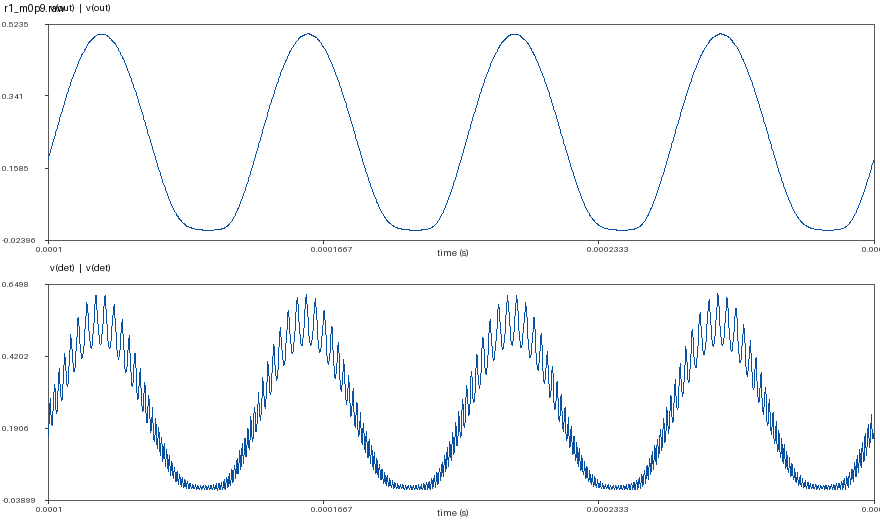 r1_m0p9.raw
v(out) | v(out)
0.5235
0.341
0.1585
-0.02396
0.0001
0.0001667
0.0002333
time (s)
v(det) | v(det)
0.6498
0.4202
0.1906
-0.03899
0.0001
0.0001667
0.0002333
time (s)